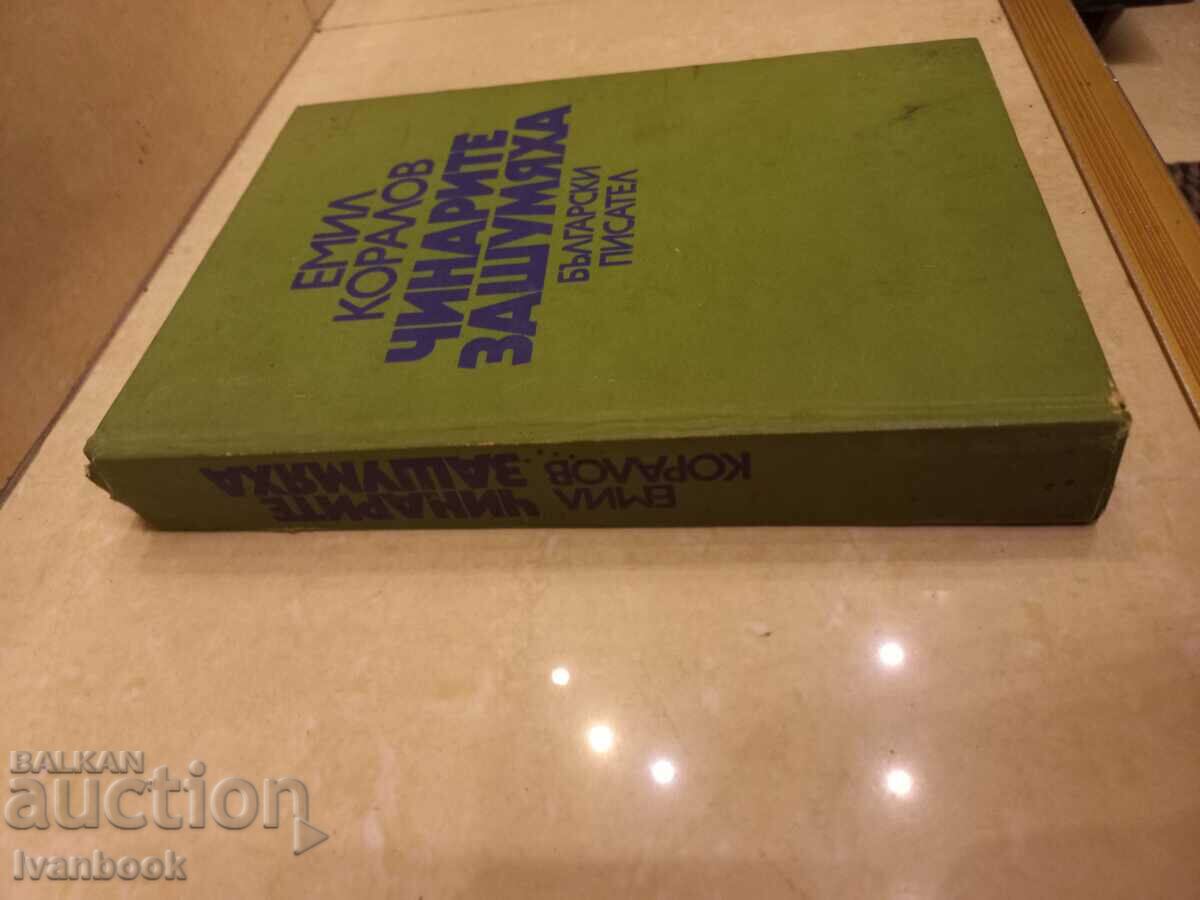 ЕМИЛ
КОРАЛОВ
ЧИНАРИТЕ
ЗАШУМЯХА
БЪЛГАРСКИ
ПИСАТЕЛ
ЕМИЛ
КОРАЛОВ
ЧИНАРИТЕ
ЗАШУМЯХА
BALKAN
auction
Ivanbook